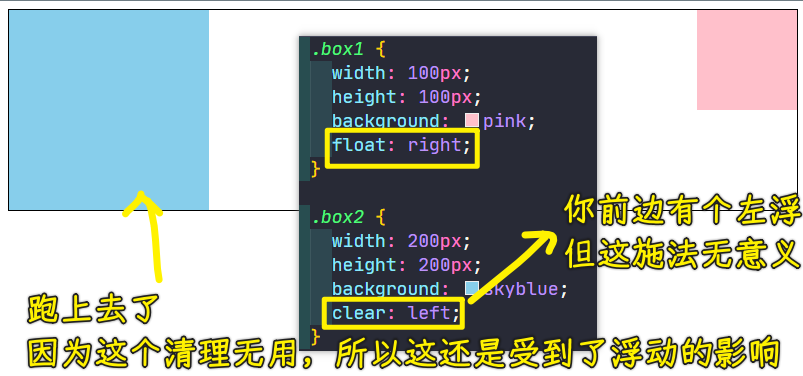 .box1 {
width: 100px;
height: 100px;
background: pink;
float: right;
}
.box2 {
width: 200px;
height: 200px;
background: skyblue;
clear: left;
}
你前边有个左浮
但这施法无意义
跑上去了
因为这个清理无用，所以这还是受到了浮动的影响